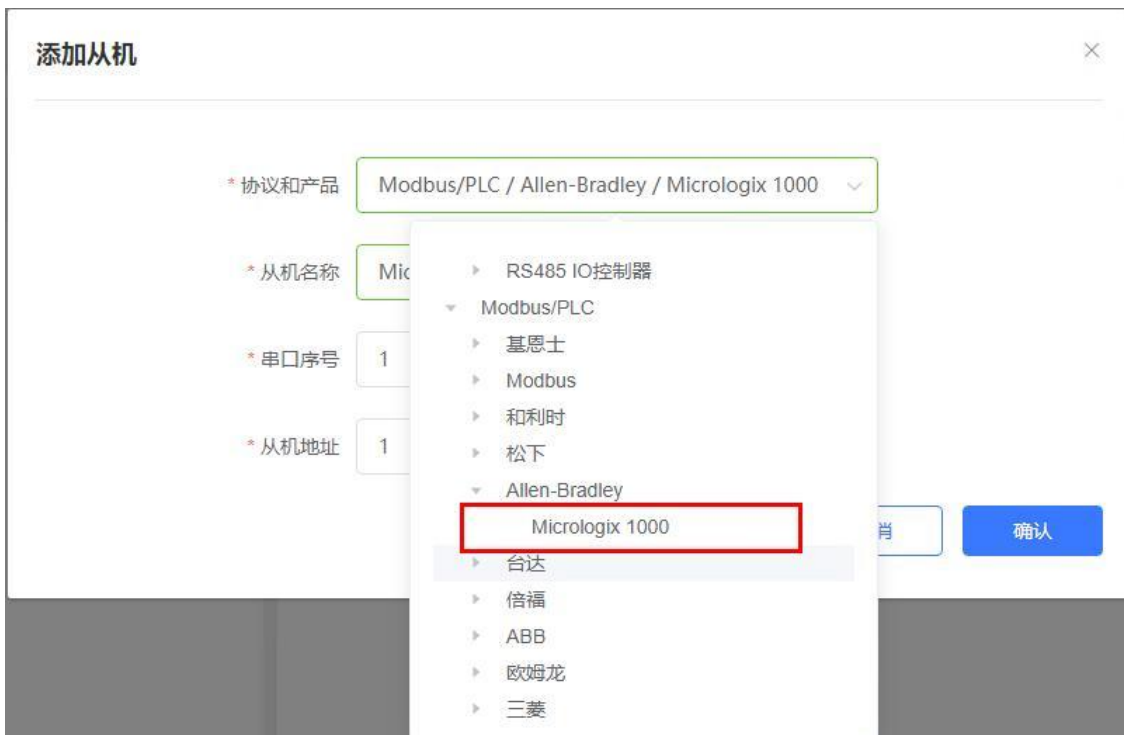 添加从机
* 协议和产品 Modbus/PLC / Allen-Bradley / Micrologix 1000
* 从机名称
RS485 IO控制器
Modbus/PLC
基恩士
* 串口序号 1
Modbus
和利时
* 从机地址 1
松下
Allen-Bradley
Micrologix 1000
确认
台达
倍福
ABB
欧姆龙
三菱